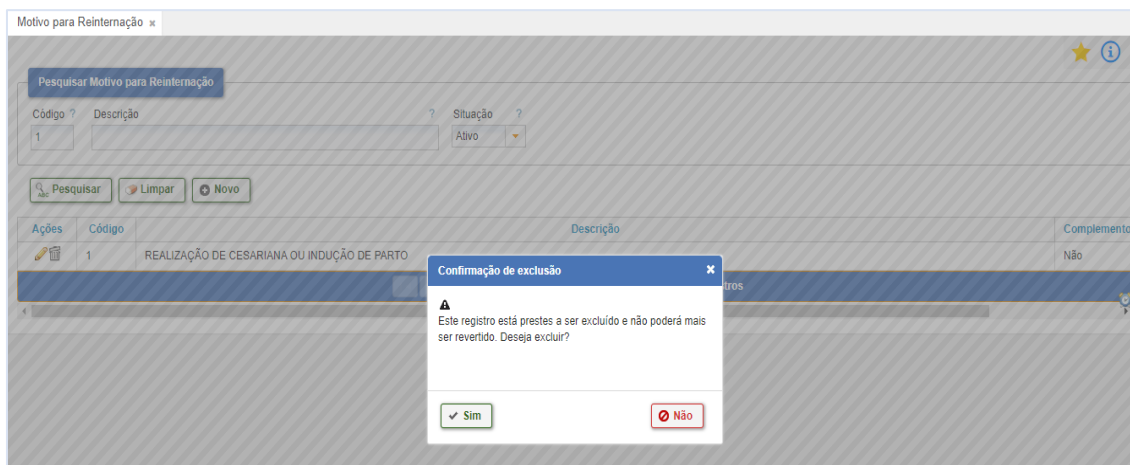 Motivo para Reinternação
Pesquisar Motivo para Reinternação
Código ? Descrição ? Situação ?
1 Ativo
Pesquisar Limpar Novo
Ações Código Descrição Complemento
1 REALIZAÇÃO DE CESARIANA OU INDUÇÃO DE PARTO Não
tros
Confirmação de exclusão
Este registro está prestes a ser excluído e não poderá mais
ser revertido. Deseja excluir?
Sim Não